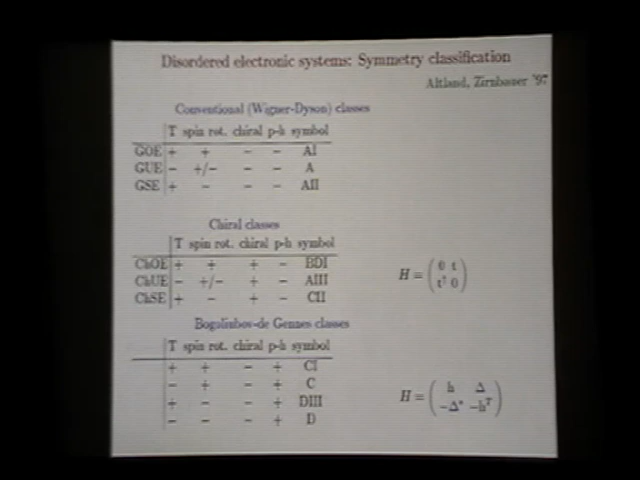 Disordered electronic systems: Symmetry classification
Altland, Zirnbauer '97
Conventional (Wigner-Dyson) classes
T spin rot. chiral p-h symbol
GOE + + − − AI
GUE − +/− − − A
GSE + − − − AII
Chiral classes
T spin rot. chiral p-h symbol
ChOE + + + − BDI
ChUE − +/− + − AIII
ChSE + − + − CII
H = ( 0 t
t† 0 )
Bogoliubov-de Gennes classes
T spin rot. chiral p-h symbol
+ + − + CI
− + − + C
+ − − + DIII
− − − + D
H = ( h Δ
−Δ* −hᵀ )